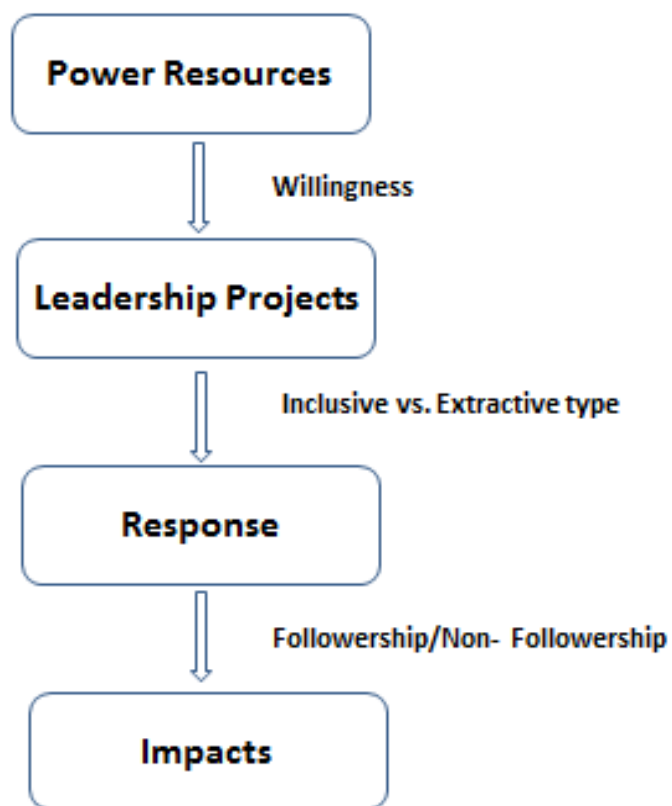 Power Resources
Willingness
Leadership Projects
Inclusive vs. Extractive type
Response
Followership/Non- Followership
Impacts